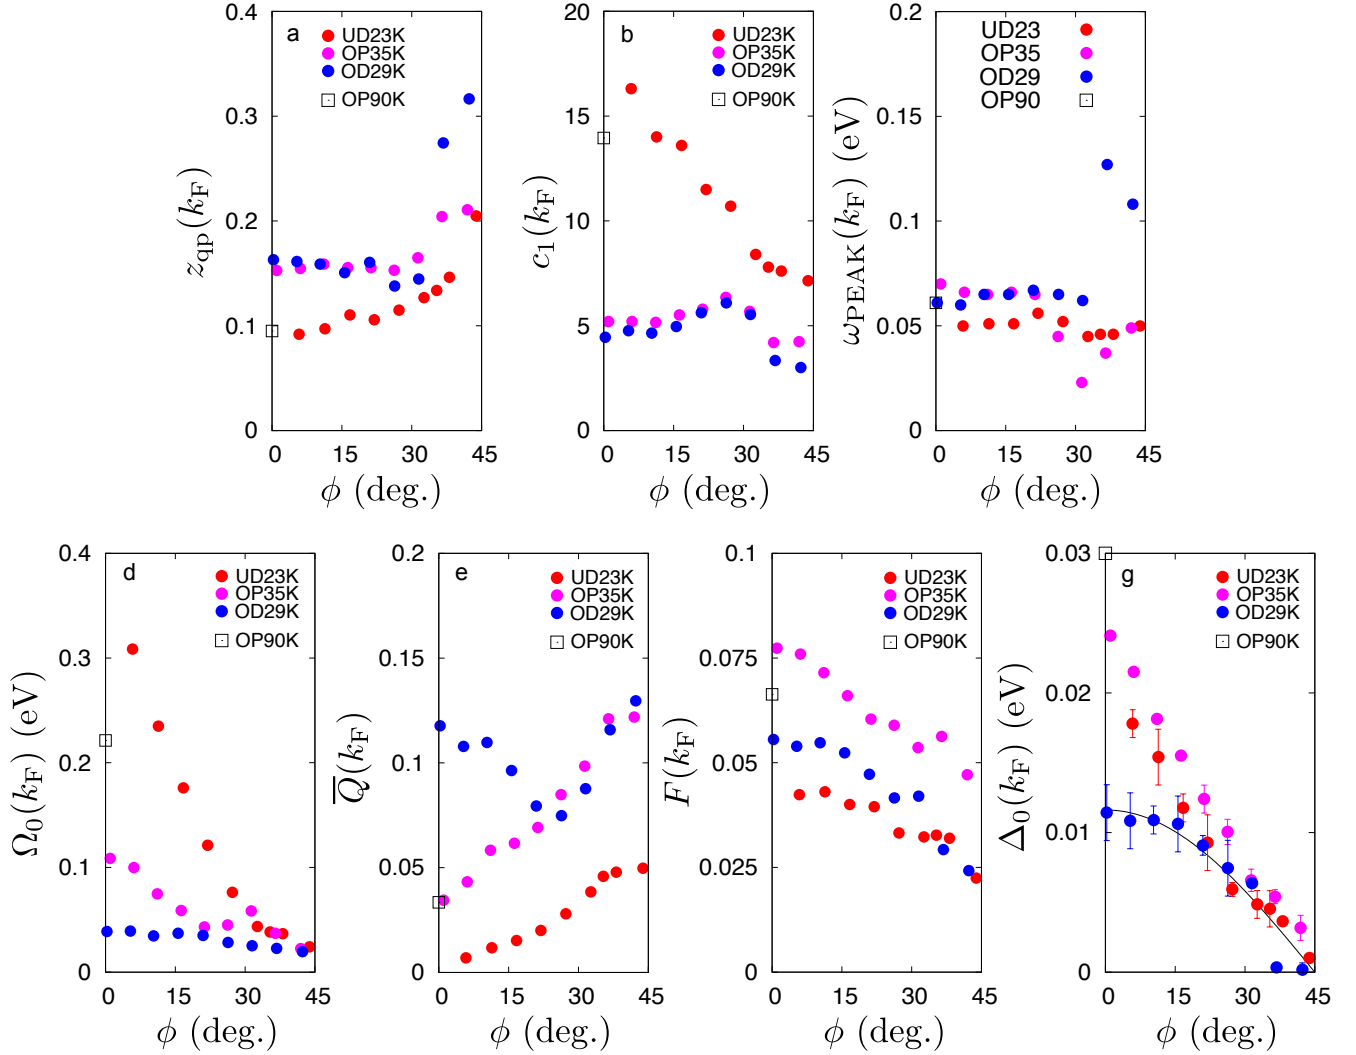 a
UD23K
OP35K
OD29K
OP90K
0.4
0.3
0.2
0.1
0
0 15 30 45
z_qp(k_F)
ϕ (deg.)
b
UD23K
OP35K
OD29K
OP90K
20
15
10
5
0
0 15 30 45
c_1(k_F)
ϕ (deg.)
UD23
OP35
OD29
OP90
0.2
0.15
0.1
0.05
0
0 15 30 45
ω_PEAK(k_F) (eV)
ϕ (deg.)
d
UD23K
OP35K
OD29K
OP90K
0.4
0.3
0.2
0.1
0
0 15 30 45
Ω_0(k_F) (eV)
ϕ (deg.)
e
UD23K
OP35K
OD29K
OP90K
0.2
0.15
0.1
0.05
0
0 15 30 45
Q̅(k_F)
ϕ (deg.)
UD23K
OP35K
OD29K
OP90K
0.1
0.075
0.05
0.025
0
0 15 30 45
F(k_F)
ϕ (deg.)
g
UD23K
OP35K
OD29K
OP90K
0.03
0.02
0.01
0
0 15 30 45
Δ_0(k_F) (eV)
ϕ (deg.)